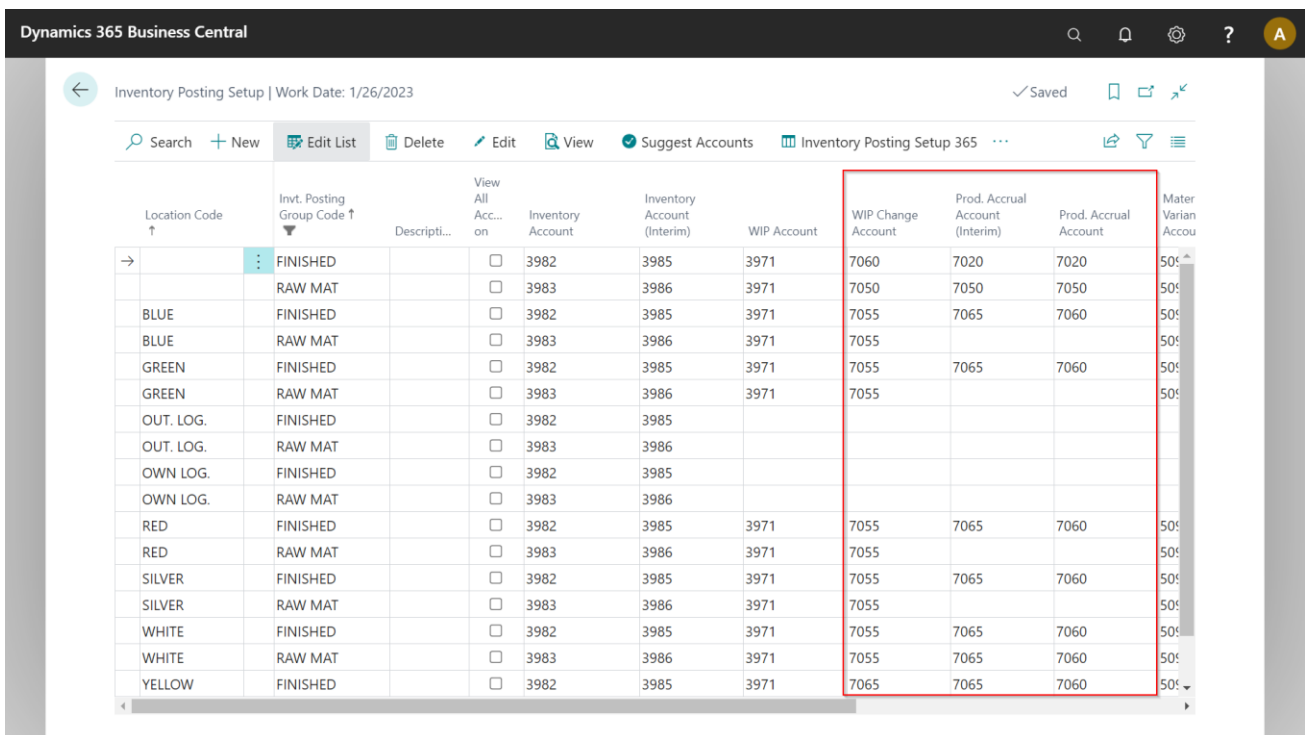 Dynamics 365 Business Central
?
A
Inventory Posting Setup | Work Date: 1/26/2023
✓Saved
Search + New Edit List Delete Edit View Suggest Accounts Inventory Posting Setup 365 ···
Location Code ↑
Invt. Posting Group Code ↑
Descripti...
View All Acc... on
Inventory Account
Inventory Account (Interim)
WIP Account
WIP Change Account
Prod. Accrual Account (Interim)
Prod. Accrual Account
Mater Varian Accou
→ FINISHED 3982 3985 3971 7060 7020 7020
RAW MAT 3983 3986 3971 7050 7050 7050
BLUE FINISHED 3982 3985 3971 7055 7065 7060
BLUE RAW MAT 3983 3986 3971 7055
GREEN FINISHED 3982 3985 3971 7055 7065 7060
GREEN RAW MAT 3983 3986 3971 7055
OUT. LOG. FINISHED 3982 3985
OUT. LOG. RAW MAT 3983 3986
OWN LOG. FINISHED 3982 3985
OWN LOG. RAW MAT 3983 3986
RED FINISHED 3982 3985 3971 7055 7065 7060
RED RAW MAT 3983 3986 3971 7055
SILVER FINISHED 3982 3985 3971 7055 7065 7060
SILVER RAW MAT 3983 3986 3971 7055
WHITE FINISHED 3982 3985 3971 7055 7065 7060
WHITE RAW MAT 3983 3986 3971 7055 7065 7060
YELLOW FINISHED 3982 3985 3971 7065 7065 7060